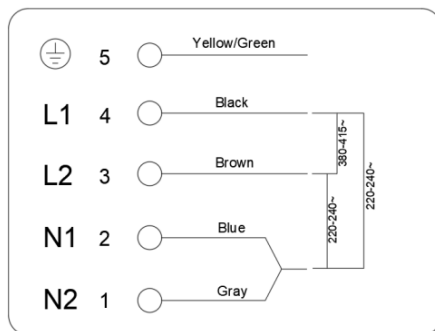 5 Yellow/Green
L1 4 Black
L2 3 Brown
N1 2 Blue
N2 1 Gray
380-415~
220-240~
220-240~